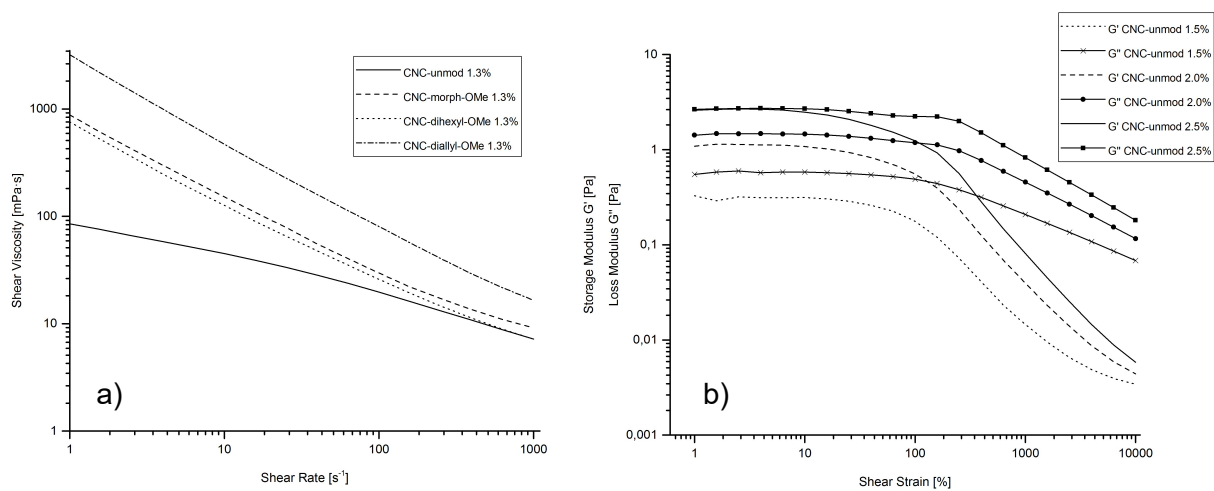 CNC-unmod 1.3%
CNC-morph-OMe 1.3%
CNC-dihexyl-OMe 1.3%
CNC-diallyl-OMe 1.3%
Shear Viscosity [mPa·s]
1000
100
10
1
1
10
100
1000
Shear Rate [s⁻¹]
a)
G' CNC-unmod 1.5%
G" CNC-unmod 1.5%
G' CNC-unmod 2.0%
G" CNC-unmod 2.0%
G' CNC-unmod 2.5%
G" CNC-unmod 2.5%
Storage Modulus G' [Pa]
Loss Modulus G" [Pa]
10
1
0,1
0,01
0,001
1
10
100
1000
10000
Shear Strain [%]
b)